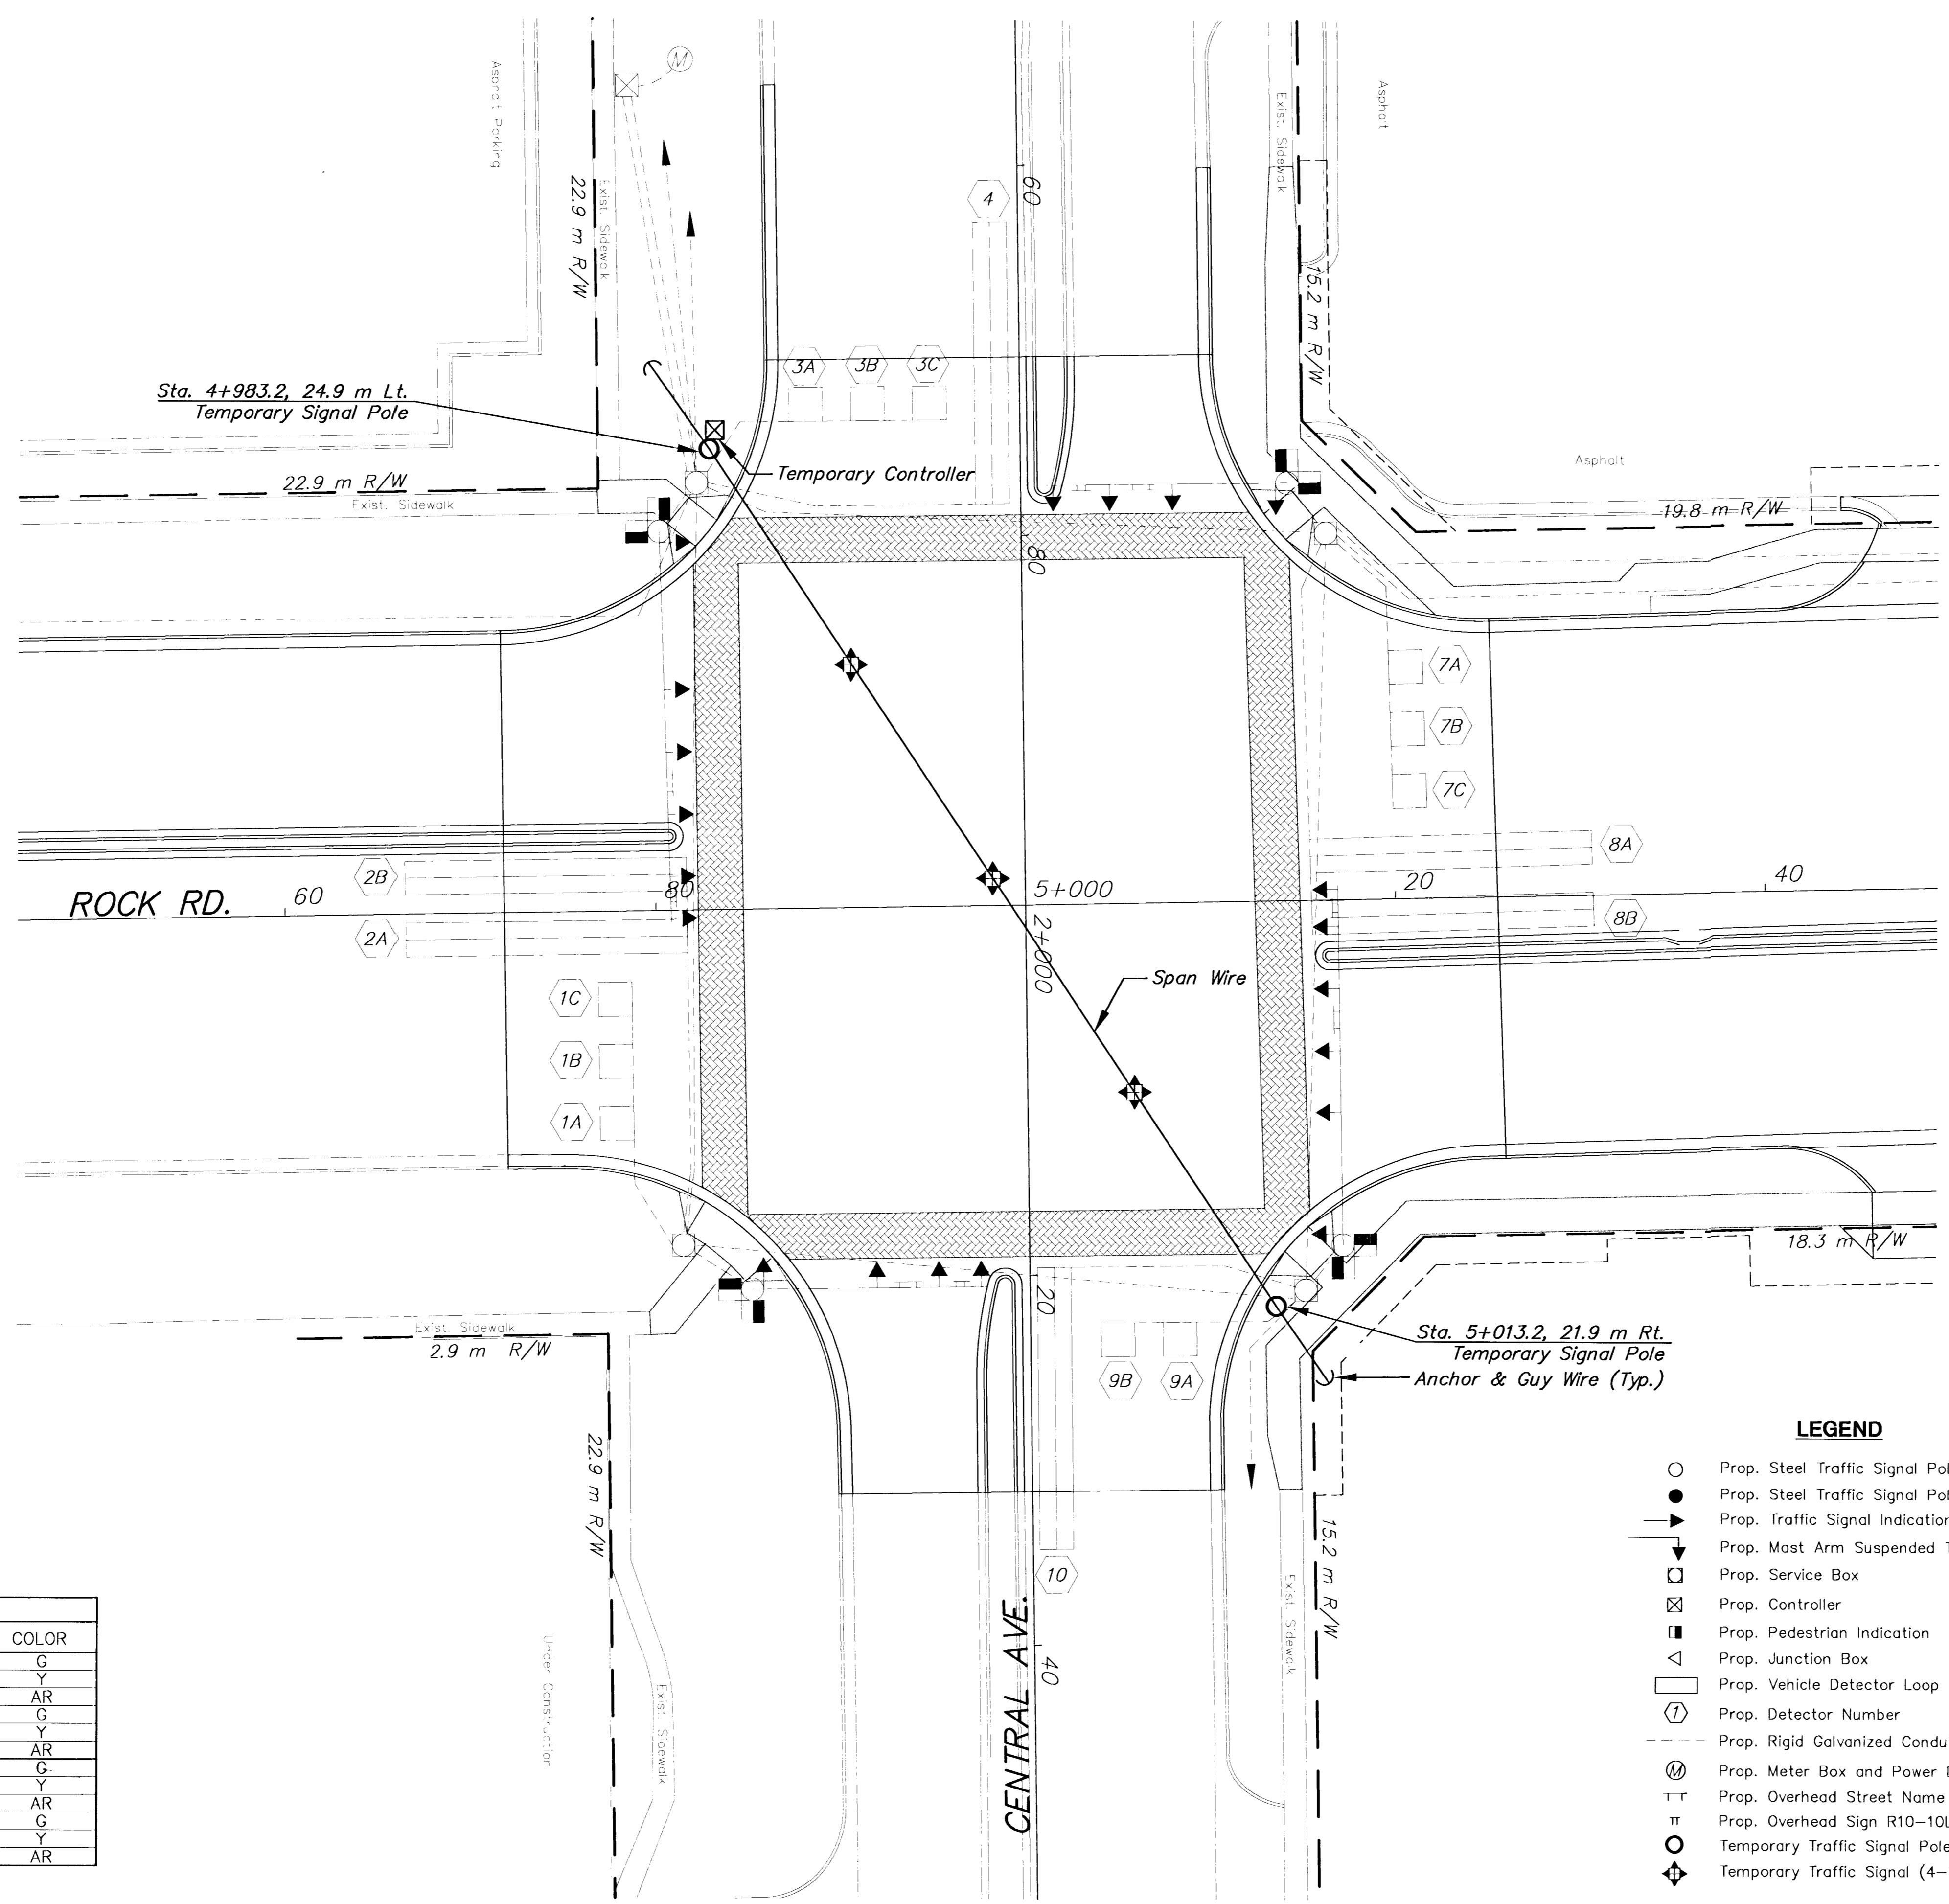 Asphalt Parking
M
Exist. Sidewalk
Asphalt
22.9 m R/W
Exist. Sidewalk
4
60
15.2 m R/W
3A
3B
3C
Sta. 4+983.2, 24.9 m Lt.
Temporary Signal Pole
Temporary Controller
22.9 m R/W
Exist. Sidewalk
Asphalt
19.8 m R/W
80
7A
7B
7C
8A
2B
80
5+000
20
40
ROCK RD.
60
2A
8B
2+000
Span Wire
1C
1B
1A
18.3 m R/W
20
Exist. Sidewalk
2.9 m R/W
Sta. 5+013.2, 21.9 m Rt.
Temporary Signal Pole
Anchor & Guy Wire (Typ.)
9B
9A
22.9 m R/W
15.2 m R/W
10
CENTRAL AVE.
40
Exist. Sidewalk
Under Construction
Exist. Sidewalk
LEGEND
Prop. Steel Traffic Signal Pol
Prop. Steel Traffic Signal Pol
Prop. Traffic Signal Indication
Prop. Mast Arm Suspended T
Prop. Service Box
Prop. Controller
Prop. Pedestrian Indication
Prop. Junction Box
Prop. Vehicle Detector Loop
1 Prop. Detector Number
Prop. Rigid Galvanized Condu
M Prop. Meter Box and Power
Prop. Overhead Street Name
Prop. Overhead Sign R10-10L
Temporary Traffic Signal Pole
Temporary Traffic Signal (4-
COLOR
G
Y
AR
G
Y
AR
G
Y
AR
G
Y
AR